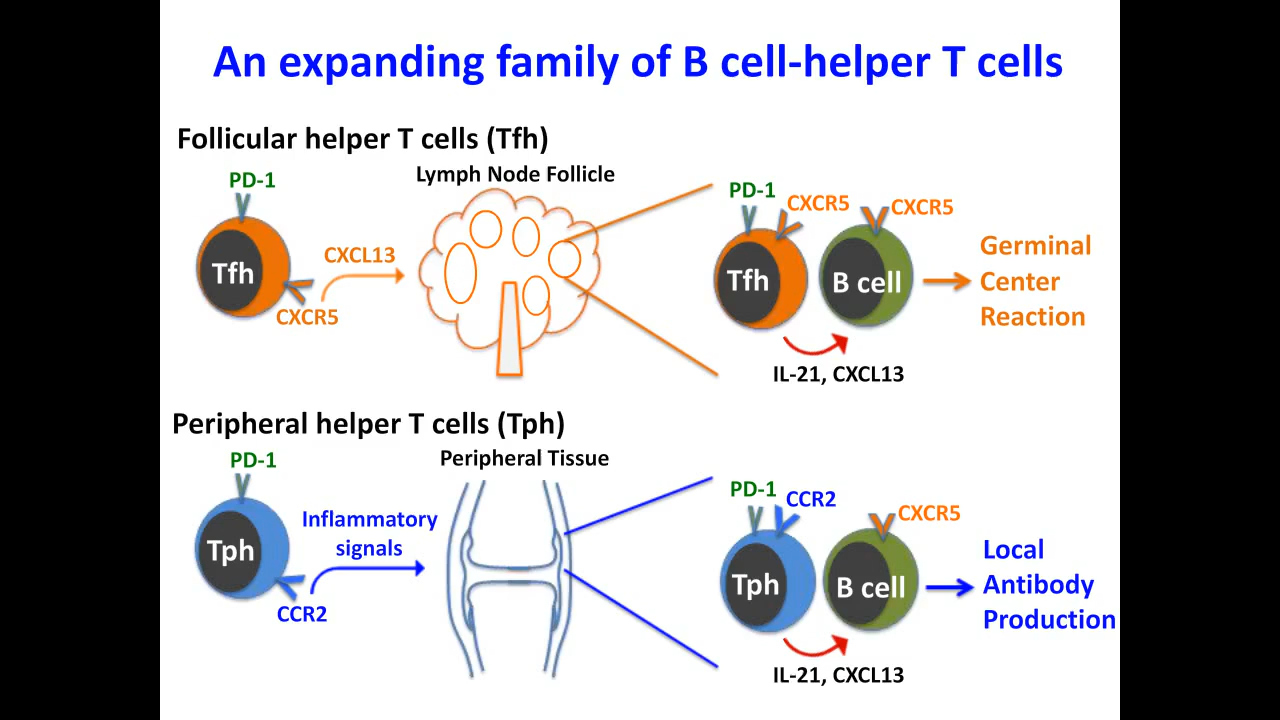 An expanding family of B cell-helper T cells
Follicular helper T cells (Tfh)
PD-1
Tfh
CXCR5
CXCL13
Lymph Node Follicle
PD-1
CXCR5
CXCR5
Tfh
B cell
IL-21, CXCL13
Germinal
Center
Reaction
Peripheral helper T cells (Tph)
PD-1
Tph
CCR2
Inflammatory
signals
Peripheral Tissue
PD-1
CCR2
CXCR5
Tph
B cell
IL-21, CXCL13
Local
Antibody
Production